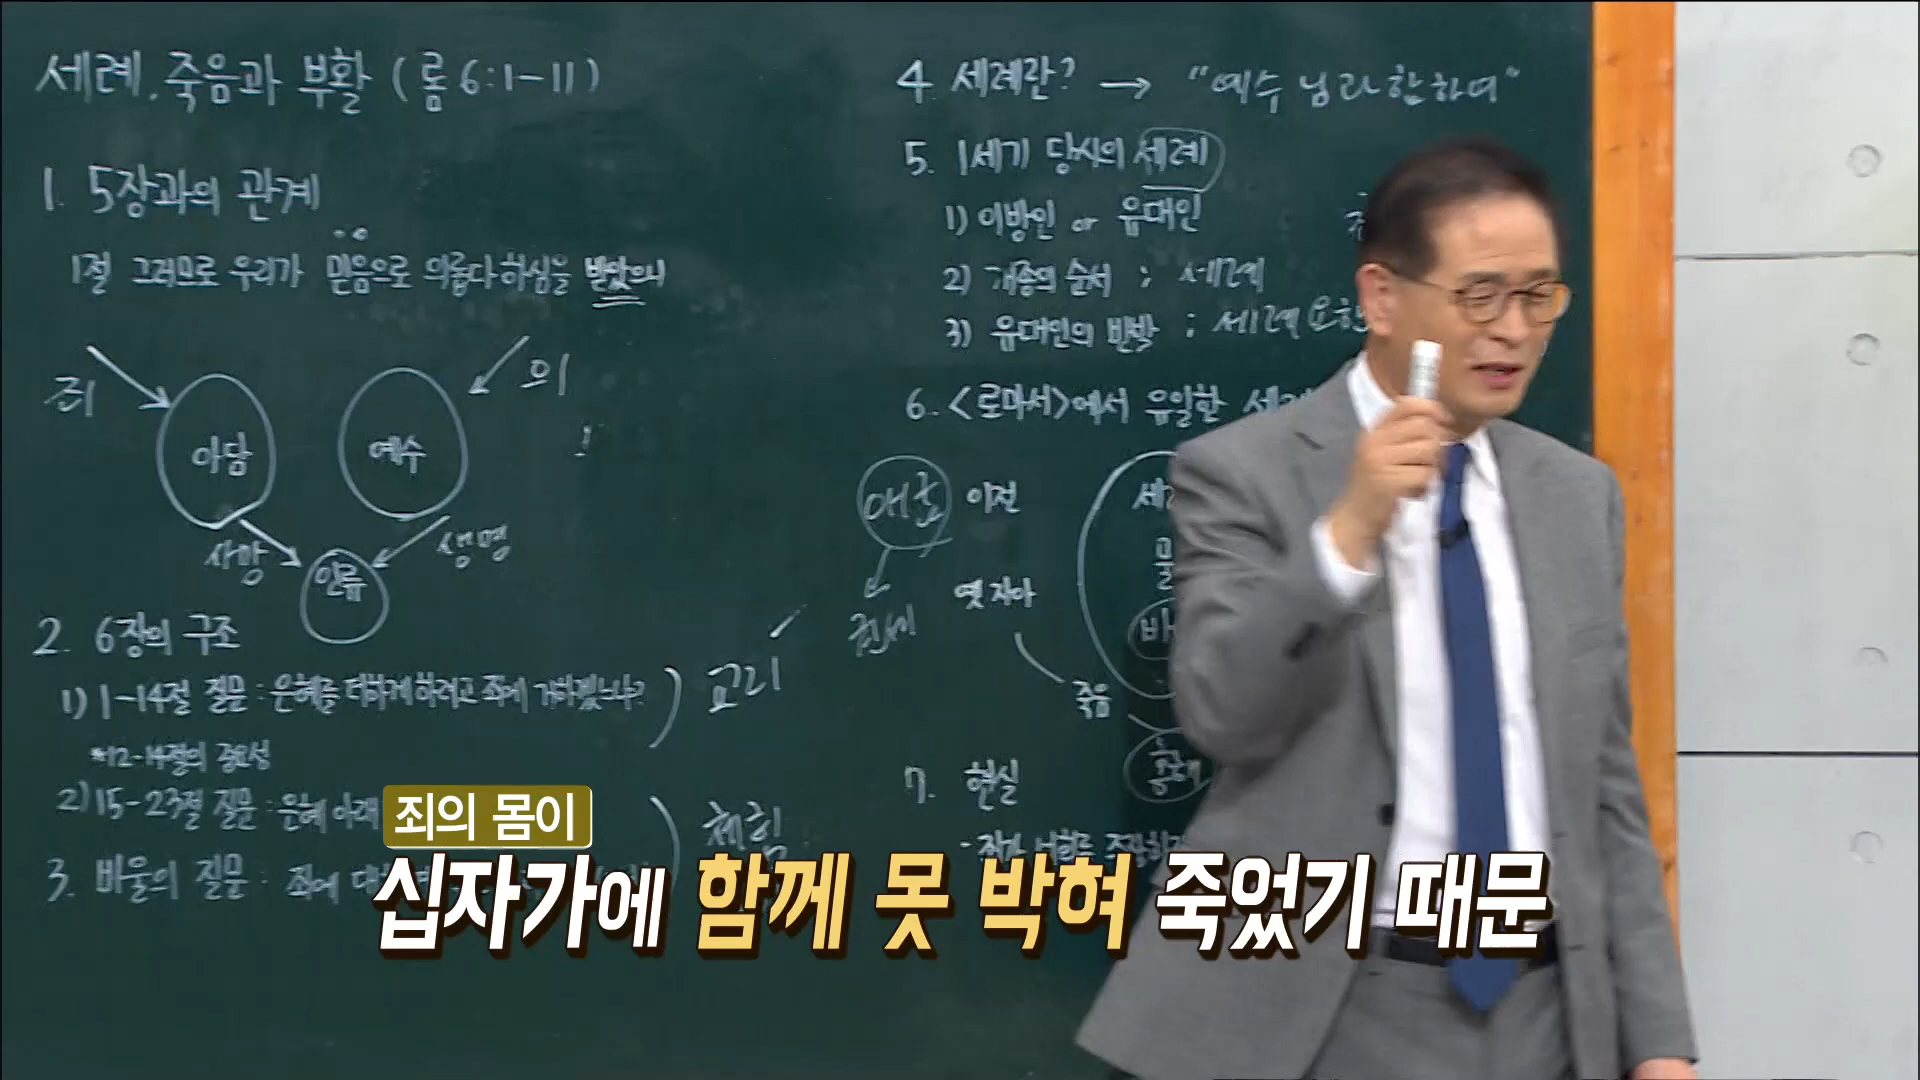 세례. 죽음과 부활 (롬 6:1-11)
1. 5장과의 관계
1절 그러므로 우리가 믿음으로 의롭다 하심을 받았으니
죄
의
아담
예수
사망
생명
인류
2. 6장의 구조
1) 1-14절 질문 : 은혜를 더하게 하려고 죄에 거하겠느냐?
*12-14절의 중요성
교리
2) 15-23절 질문 : 은혜 아래
체험
3. 바울의 질문 : 죄에 대하
4 세례란? → "예수님과 합하여"
5. 1세기 당시의 세례
1) 이방인 or 유대인
2) 개종의 순서 ; 세례
3) 유대인의 반발 ; 세례 요한
6. <로마서>에서 유일한 세
이전
옛 자아
권세
죽음
7. 현실
죄의 몸이
십자가에 함께 못 박혀 죽었기 때문